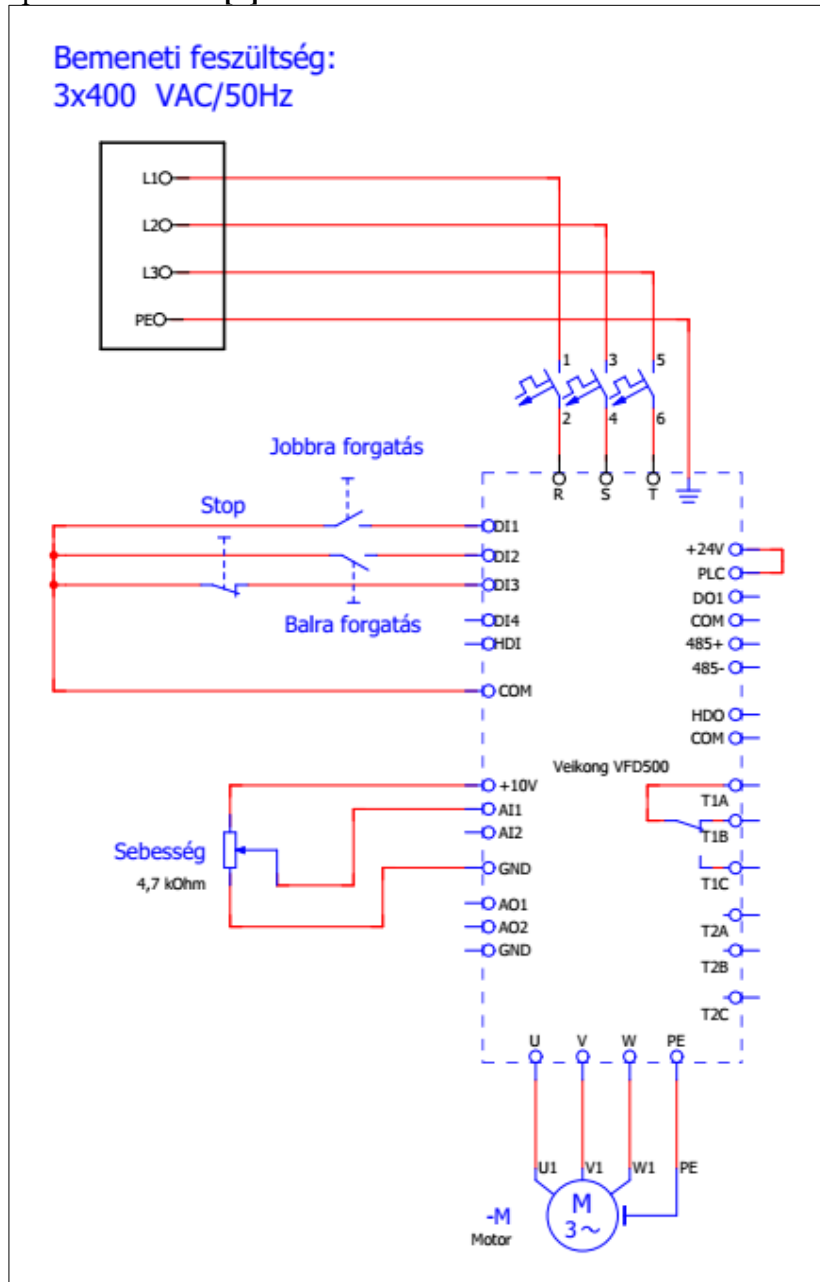 Bemeneti feszültség:
3x400 VAC/50Hz
L1
L2
L3
PE
1 3 5
2 4 6
Jobbra forgatás
Stop
Balra forgatás
R S T
DI1
DI2
DI3
DI4
HDI
COM
+10V
AI1
AI2
GND
AO1
AO2
GND
Sebesség
4,7 kOhm
+24V
PLC
DO1
COM
485+
485-
HDO
COM
Veikong VFD500
T1A
T1B
T1C
T2A
T2B
T2C
U V W PE
U1 V1 W1 PE
-M
Motor
M
3~